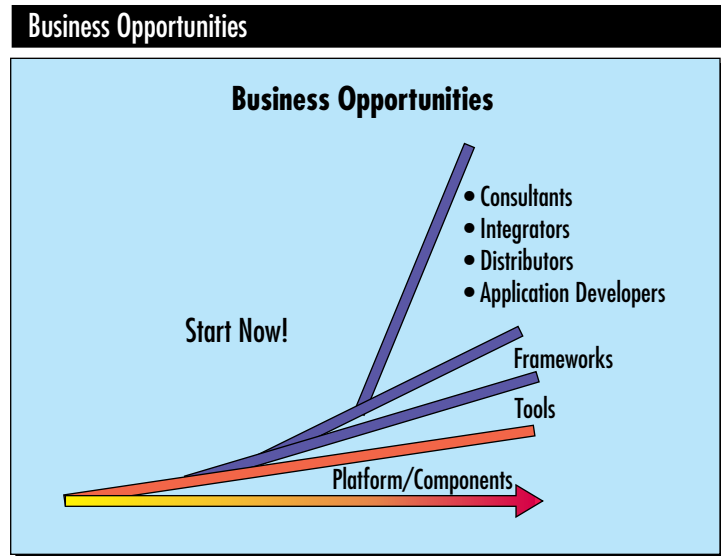 Business Opportunities
Business Opportunities
• Consultants
• Integrators
• Distributors
• Application Developers
Start Now!
Frameworks
Tools
Platform/Components